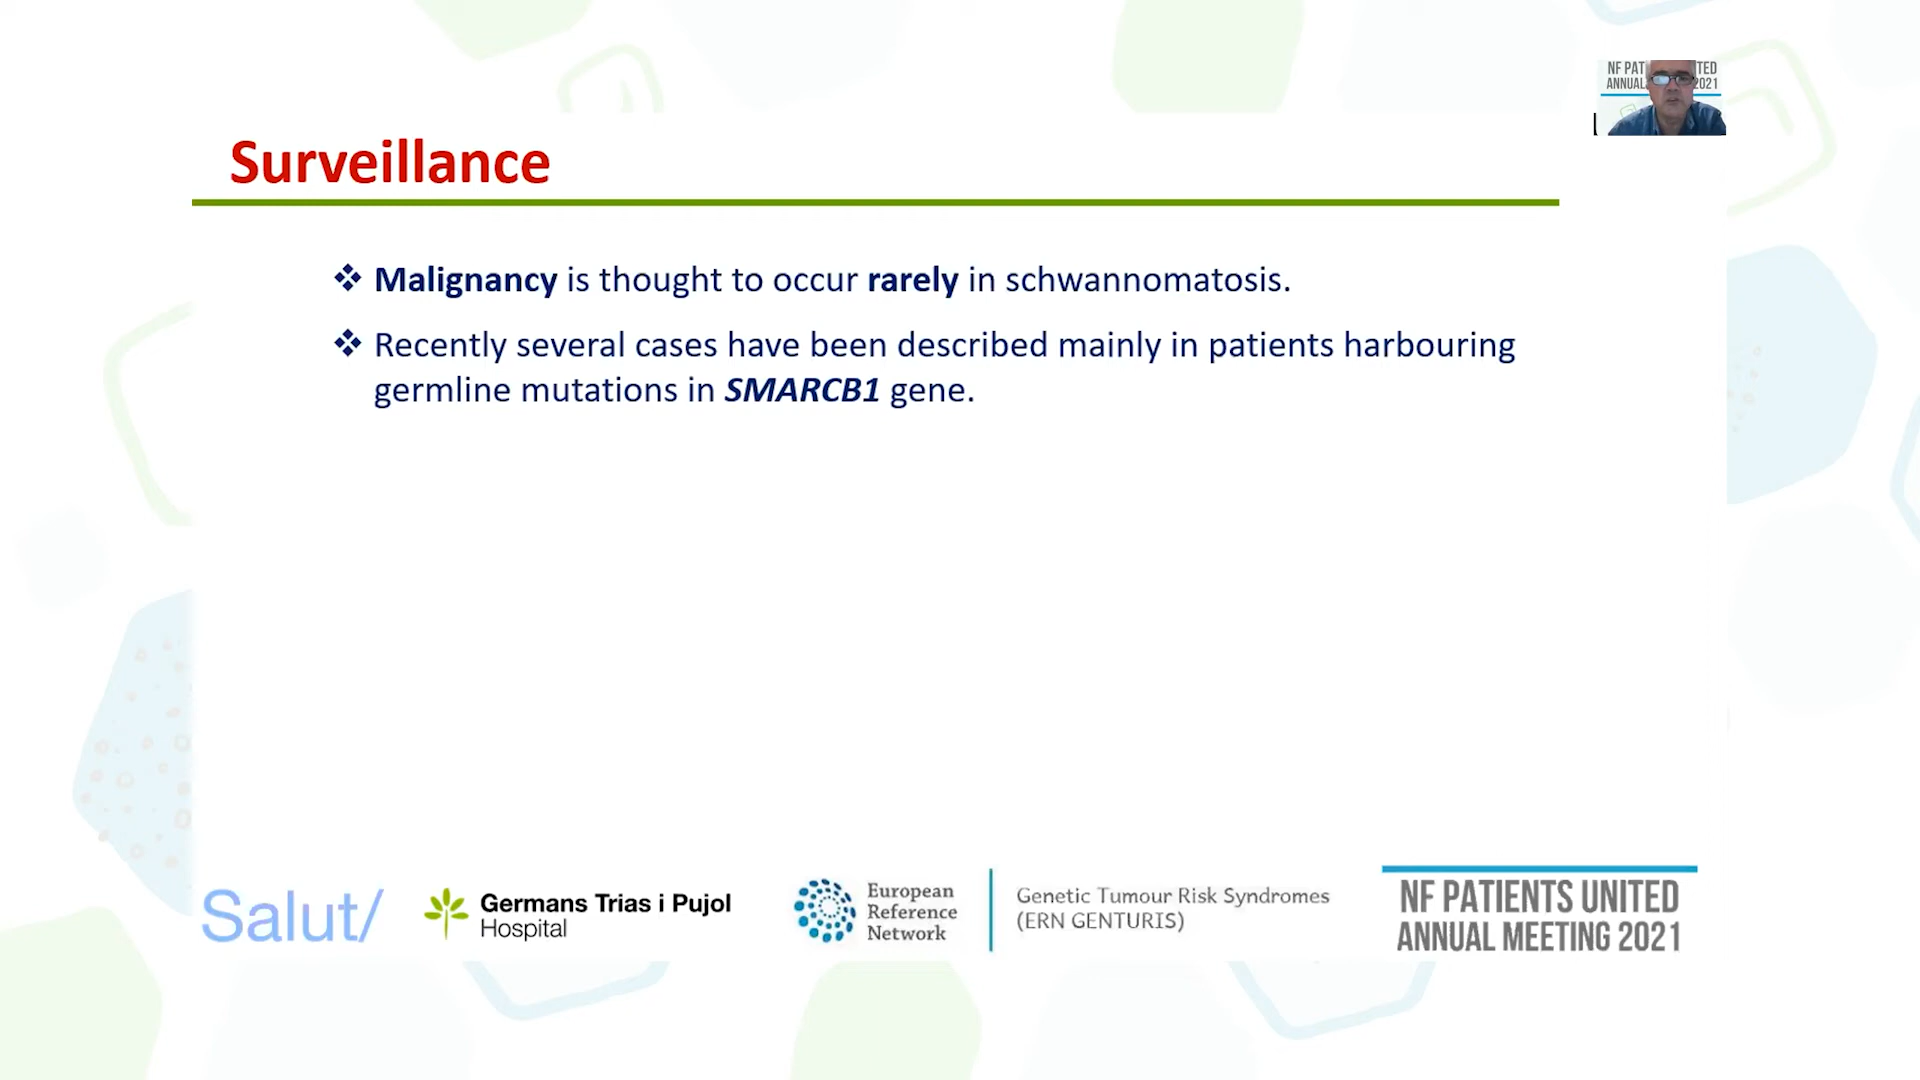 NF PAT TED
ANNUAL 2021
Surveillance
❖ Malignancy is thought to occur rarely in schwannomatosis.
❖ Recently several cases have been described mainly in patients harbouring
germline mutations in SMARCB1 gene.
Salut/
Germans Trias i Pujol
Hospital
European
Reference
Network
Genetic Tumour Risk Syndromes
(ERN GENTURIS)
NF PATIENTS UNITED
ANNUAL MEETING 2021